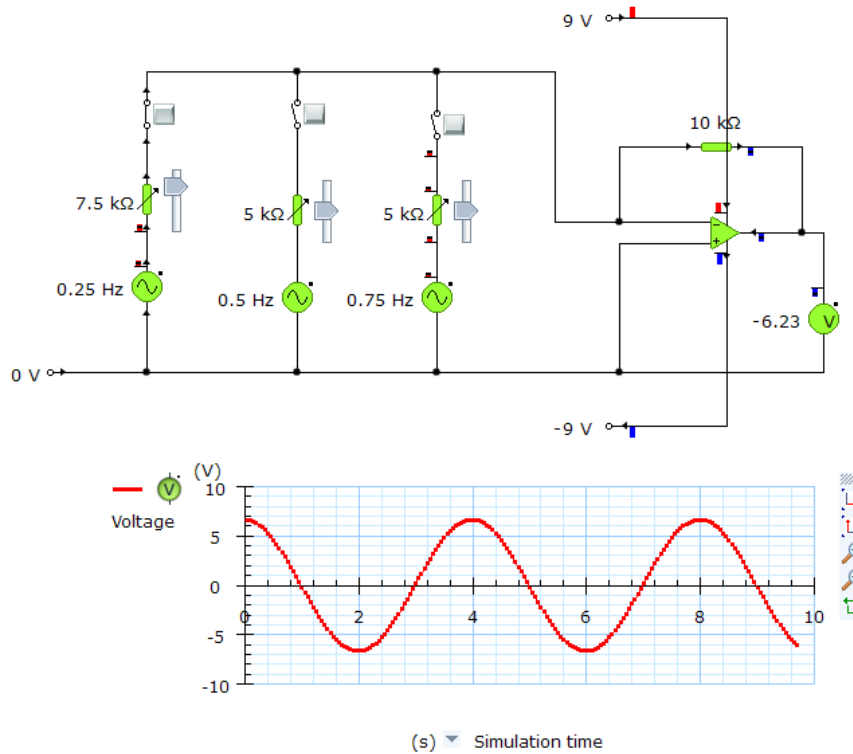 9 V
10 kΩ
7.5 kΩ
5 kΩ
5 kΩ
0.25 Hz
0.5 Hz
0.75 Hz
V
-6.23
0 V
-9 V
(V)
V
Voltage
10
5
0
-5
-10
0
2
4
6
8
10
(s)
Simulation time